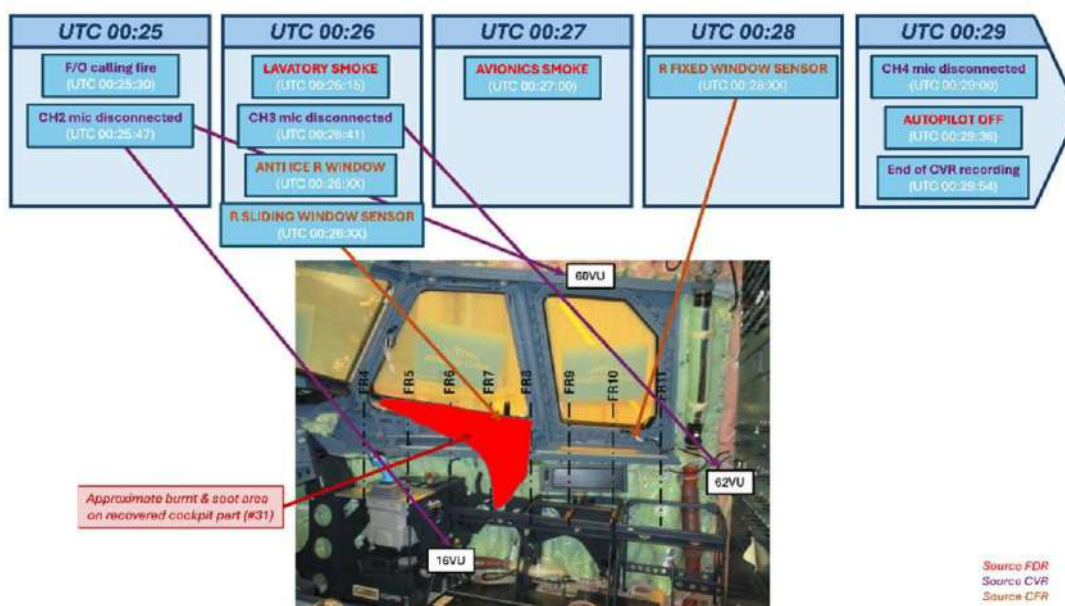 UTC 00:25
UTC 00:26
UTC 00:27
UTC 00:28
UTC 00:29
F/O calling fire
(UTC 00:25:30)
CH2 mic disconnected
(UTC 00:25:47)
LAVATORY SMOKE
(UTC 00:26:15)
CH3 mic disconnected
(UTC 00:26:41)
ANTI ICE R WINDOW
(UTC 00:26:XX)
R SLIDING WINDOW SENSOR
(UTC 00:26:XX)
AVIONICS SMOKE
(UTC 00:27:00)
R FIXED WINDOW SENSOR
(UTC 00:28:XX)
CH4 mic disconnected
(UTC 00:29:00)
AUTOPILOT OFF
(UTC 00:29:36)
End of CVR recording
(UTC 00:29:54)
60VU
FR4
FR5
FR6
FR7
FR8
FR9
FR10
FR11
62VU
Approximate burnt & soot area
on recovered cockpit part (#31)
16VU
Source FDR
Source CVR
Source CFR